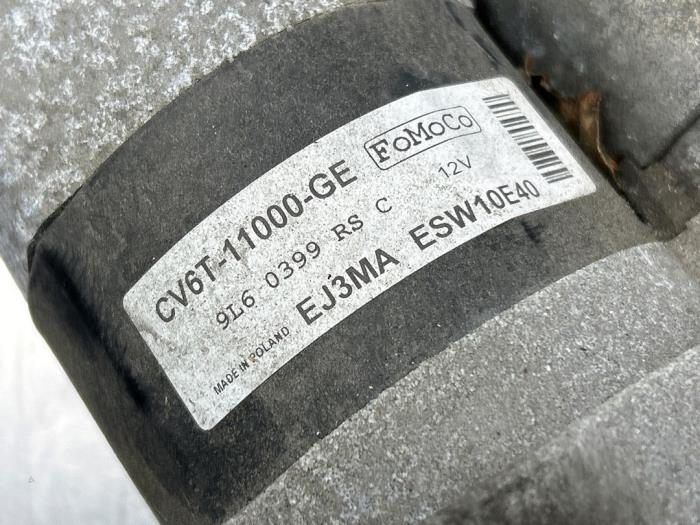 CV6T-11000-GE FoMoCo
9L6 0399 RS C 12V
EJ3MA ESW10E40
MADE IN POLAND